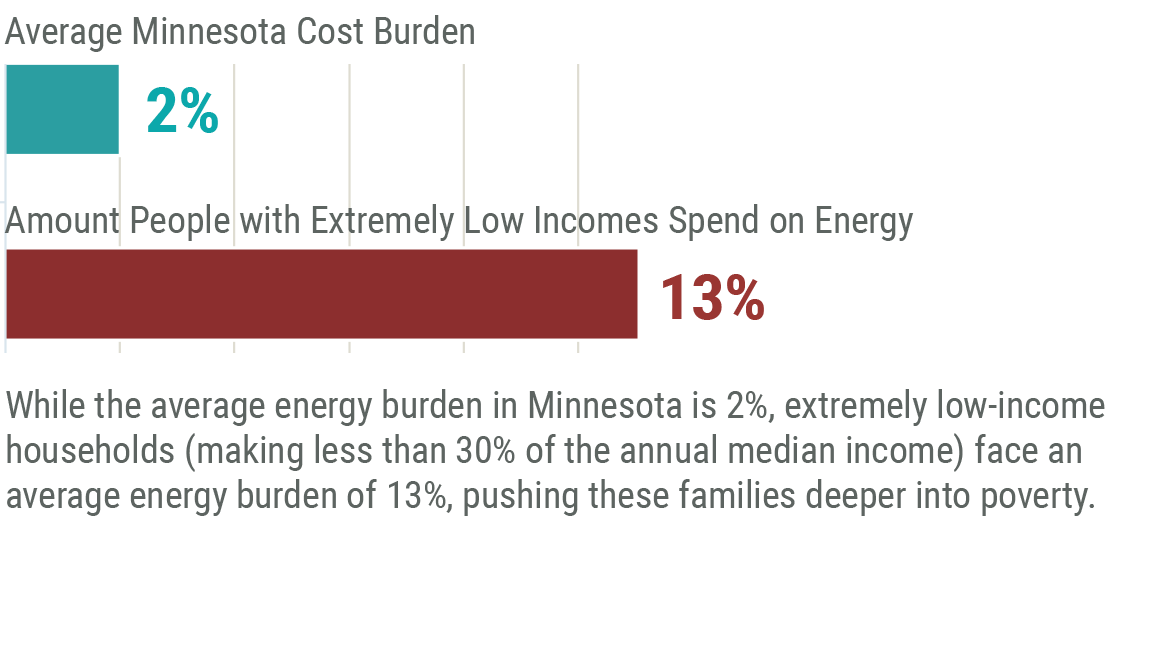 Average Minnesota Cost Burden
2%
Amount People with Extremely Low Incomes Spend on Energy
13%
While the average energy burden in Minnesota is 2%, extremely low-income
households (making less than 30% of the annual median income) face an
average energy burden of 13%, pushing these families deeper into poverty.